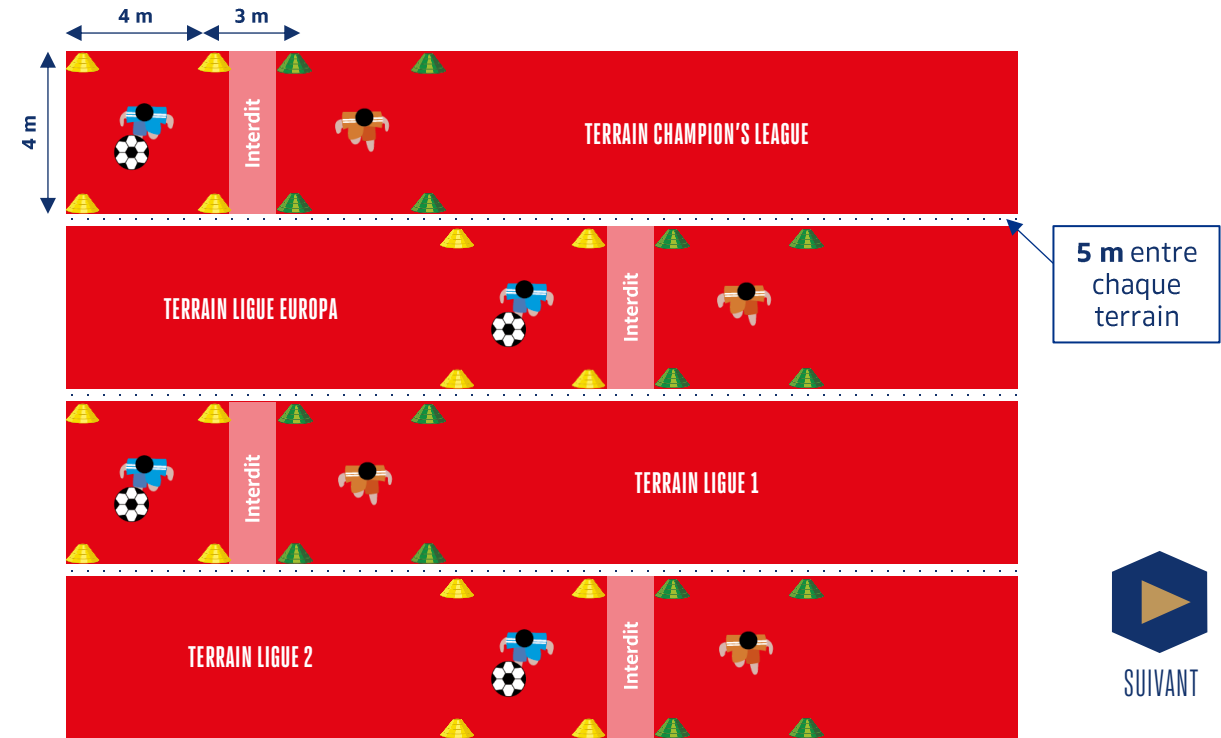 4 m
3 m
4 m
Interdit
TERRAIN CHAMPION'S LEAGUE
5 m entre
chaque
terrain
TERRAIN LIGUE EUROPA
Interdit
Interdit
TERRAIN LIGUE 1
TERRAIN LIGUE 2
Interdit
SUIVANT